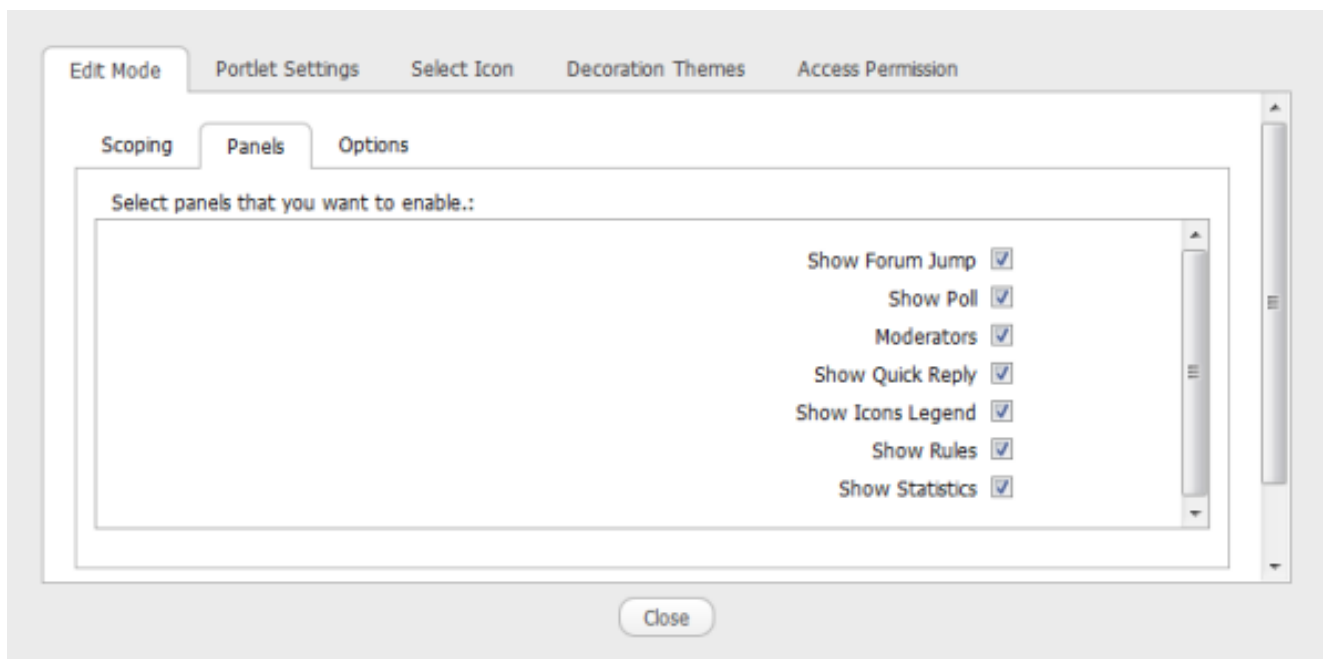 Edit Mode Portlet Settings Select Icon Decoration Themes Access Permission
Scoping Panels Options
Select panels that you want to enable.:
Show Forum Jump
Show Poll
Moderators
Show Quick Reply
Show Icons Legend
Show Rules
Show Statistics
Close